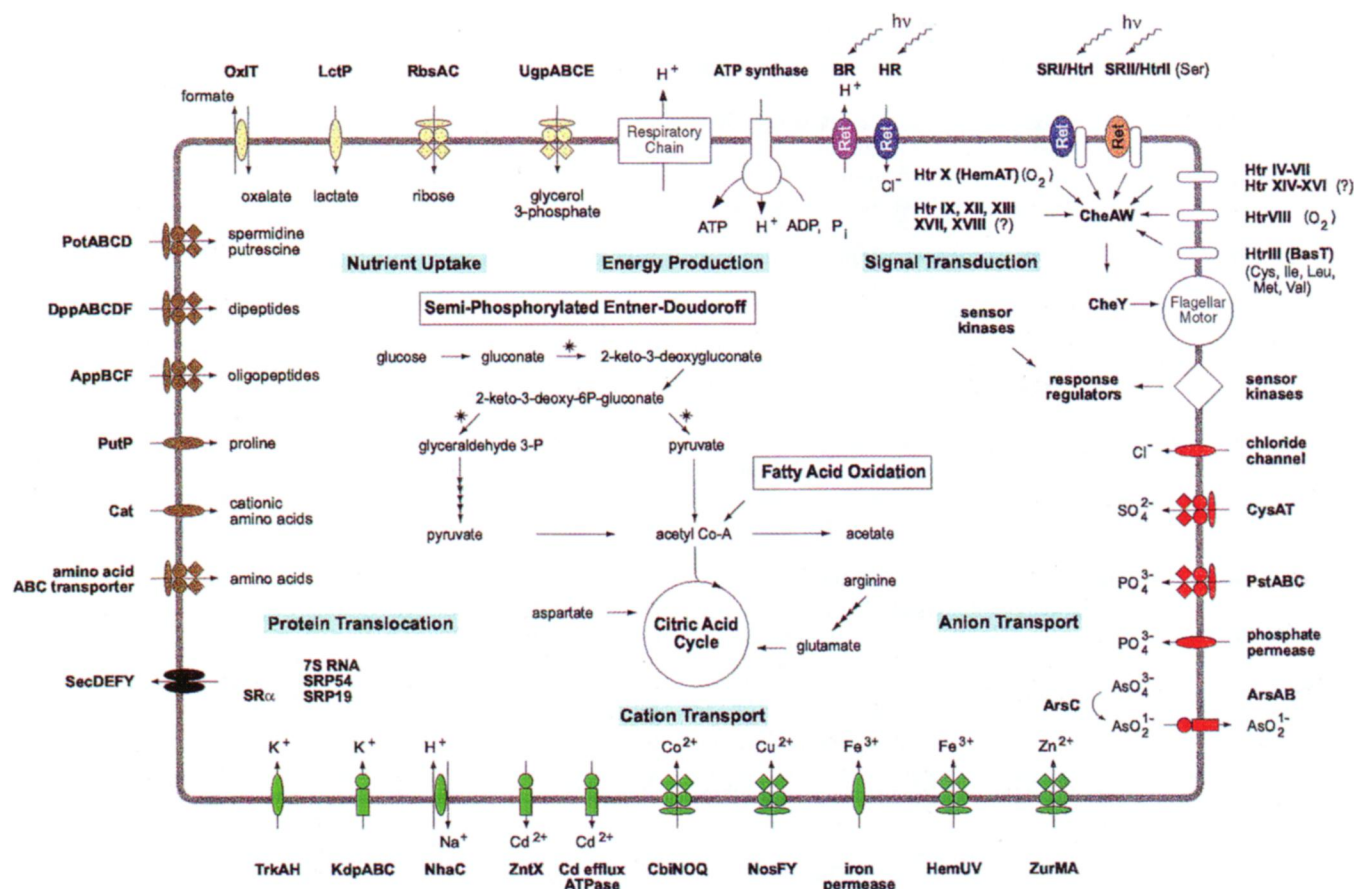 hν
hν
OxlT
LctP
RbsAC
UgpABCE
H+
ATP synthase
BR
HR
SRI/HtrI
SRII/HtrII (Ser)
formate
H+
Respiratory
Chain
Ret
Ret
Ret
Ret
oxalate
lactate
ribose
glycerol
3-phosphate
Cl-
ATP
H+
ADP, Pi
Htr X (HemAT) (O2)
Htr IX, XII, XIII
XVII, XVIII (?)
CheAW
Htr IV-VII
Htr XIV-XVI (?)
HtrVIII (O2)
HtrIII (BasT)
(Cys, Ile, Leu,
Met, Val)
PotABCD
spermidine
putrescine
Nutrient Uptake
Energy Production
Signal Transduction
DppABCDF
dipeptides
Semi-Phosphorylated Entner-Doudoroff
CheY
Flagellar
Motor
sensor
kinases
glucose
gluconate
*
2-keto-3-deoxygluconate
AppBCF
oligopeptides
response
regulators
sensor
kinases
2-keto-3-deoxy-6P-gluconate
*
*
PutP
proline
glyceraldehyde 3-P
pyruvate
Cl-
chloride
channel
Fatty Acid Oxidation
Cat
cationic
amino acids
SO4 2-
CysAT
pyruvate
acetyl Co-A
acetate
amino acid
ABC transporter
amino acids
arginine
PO4 3-
PstABC
aspartate
Citric Acid
Cycle
glutamate
Protein Translocation
Anion Transport
PO4 3-
phosphate
permease
SecDEFY
SRα
7S RNA
SRP54
SRP19
AsO4 3-
ArsC
AsO2 1-
ArsAB
AsO2 1-
Cation Transport
K+
K+
H+
Co2+
Cu2+
Fe3+
Fe3+
Zn2+
Na+
Cd2+
Cd2+
TrkAH
KdpABC
NhaC
ZntX
Cd efflux
ATPase
CbiNOQ
NosFY
iron
permease
HemUV
ZurMA